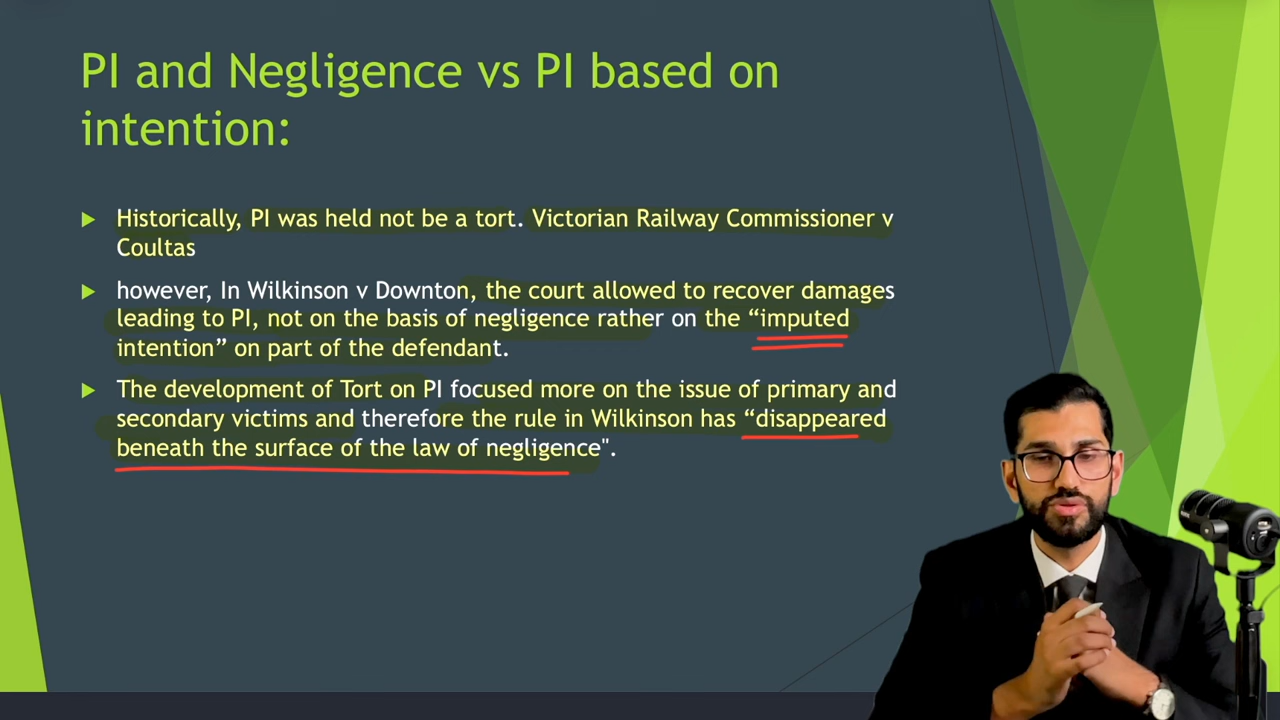 PI and Negligence vs PI based on
intention:
Historically, PI was held not be a tort. Victorian Railway Commissioner v
Coultas
however, In Wilkinson v Downton, the court allowed to recover damages
leading to PI, not on the basis of negligence rather on the “imputed
intention” on part of the defendant.
The development of Tort on PI focused more on the issue of primary and
secondary victims and therefore the rule in Wilkinson has “disappeared
beneath the surface of the law of negligence".